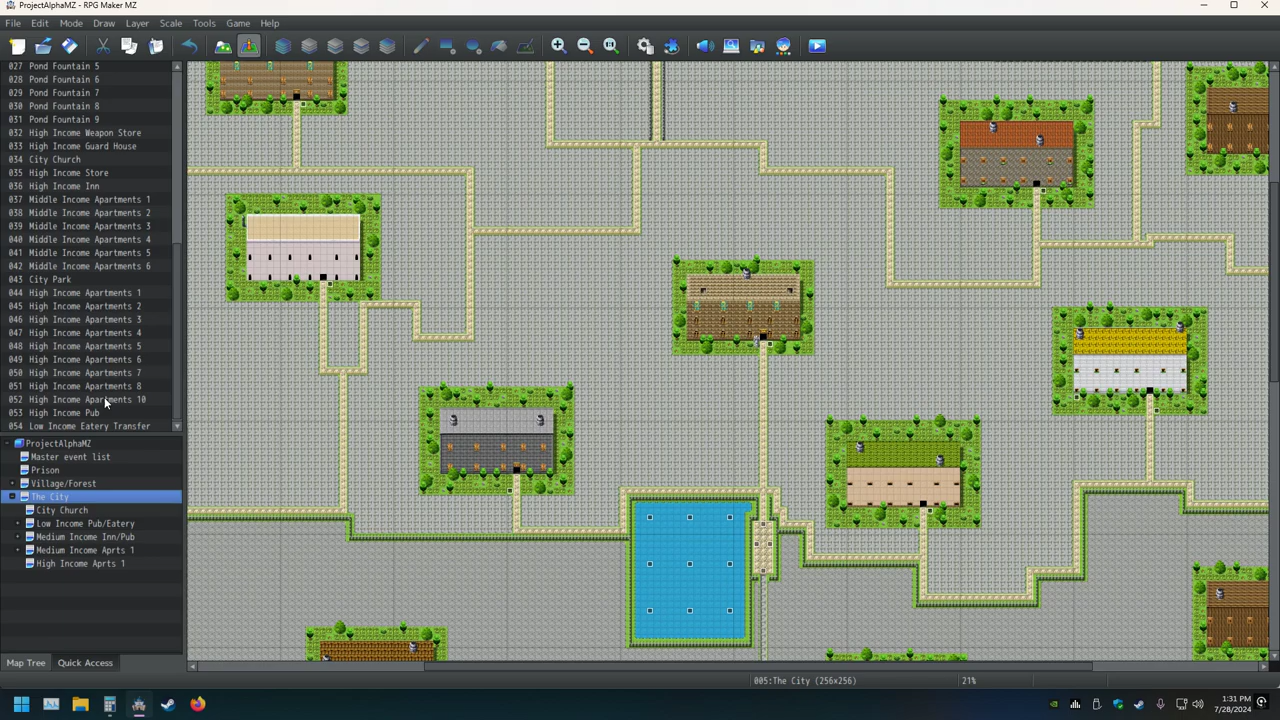 ProjectAlphaMZ - RPG Maker MZ
File Edit Mode Draw Layer Scale Tools Game Help
027 Pond Fountain 5
028 Pond Fountain 6
029 Pond Fountain 7
030 Pond Fountain 8
031 Pond Fountain 9
032 High Income Weapon Store
033 High Income Guard House
034 City Church
035 High Income Store
036 High Income Inn
037 Middle Income Apartments 1
038 Middle Income Apartments 2
039 Middle Income Apartments 3
040 Middle Income Apartments 4
041 Middle Income Apartments 5
042 Middle Income Apartments 6
043 City Park
044 High Income Apartments 1
045 High Income Apartments 2
046 High Income Apartments 3
047 High Income Apartments 4
048 High Income Apartments 5
049 High Income Apartments 6
050 High Income Apartments 7
051 High Income Apartments 8
052 High Income Apartments 10
053 High Income Pub
054 Low Income Eatery Transfer
ProjectAlphaMZ
Master event list
Prison
Village/Forest
The City
City Church
Low Income Pub/Eatery
Medium Income Inn/Pub
Medium Income Aprts 1
High Income Aprts 1
Map Tree Quick Access
005:The City (256x256) 21%
1:31 PM
7/28/2024